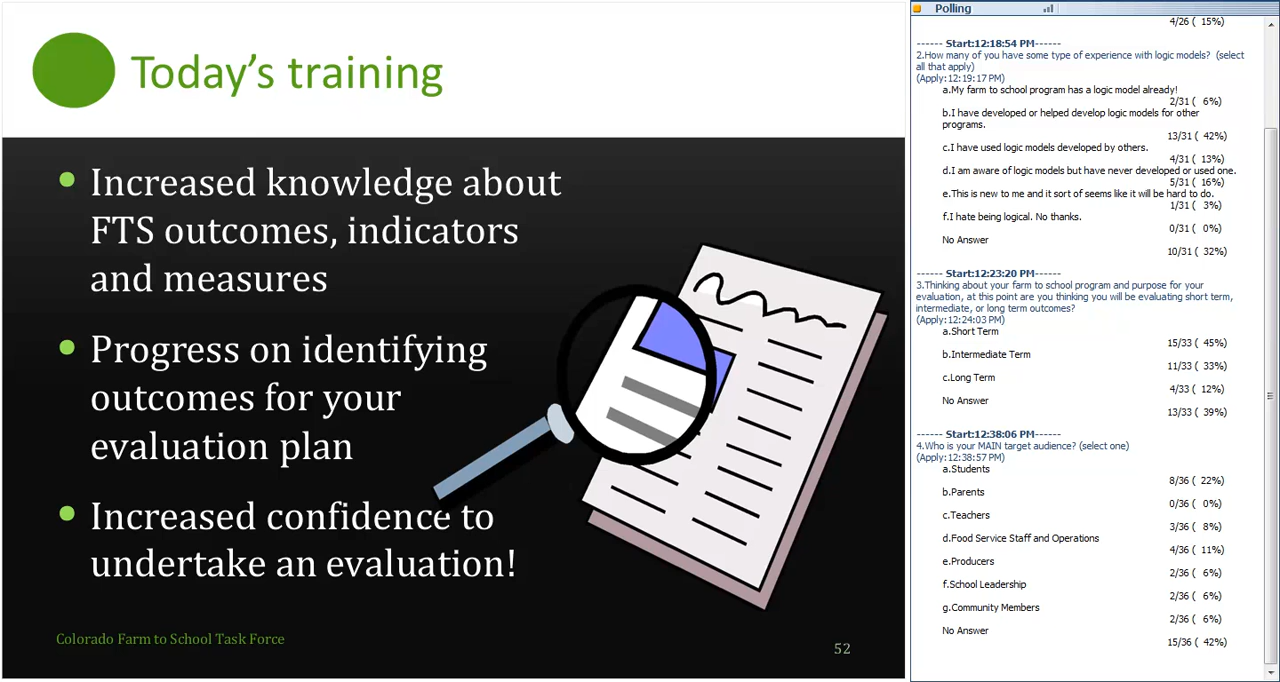 Today's training
Increased knowledge about
FTS outcomes, indicators
and measures
Progress on identifying
outcomes for your
evaluation plan
Increased confidence to
undertake an evaluation!
Colorado Farm to School Task Force
52
Polling
4/26 ( 15%)
------ Start:12:18:54 PM------
2.How many of you have some type of experience with logic models? (select
all that apply)
(Apply:12:19:17 PM)
a.My farm to school program has a logic model already!
2/31 ( 6%)
b.I have developed or helped develop logic models for other
programs.
13/31 ( 42%)
c.I have used logic models developed by others.
4/31 ( 13%)
d.I am aware of logic models but have never developed or used one.
5/31 ( 16%)
e.This is new to me and it sort of seems like it will be hard to do.
1/31 ( 3%)
f.I hate being logical. No thanks.
0/31 ( 0%)
No Answer
10/31 ( 32%)
------ Start:12:23:20 PM------
3.Thinking about your farm to school program and purpose for your
evaluation, at this point are you thinking you will be evaluating short term,
intermediate, or long term outcomes?
(Apply:12:24:03 PM)
a.Short Term
15/33 ( 45%)
b.Intermediate Term
11/33 ( 33%)
c.Long Term
4/33 ( 12%)
No Answer
13/33 ( 39%)
------ Start:12:38:06 PM------
4.Who is your MAIN target audience? (select one)
(Apply:12:38:57 PM)
a.Students
8/36 ( 22%)
b.Parents
0/36 ( 0%)
c.Teachers
3/36 ( 8%)
d.Food Service Staff and Operations
4/36 ( 11%)
e.Producers
2/36 ( 6%)
f.School Leadership
2/36 ( 6%)
g.Community Members
2/36 ( 6%)
No Answer
15/36 ( 42%)